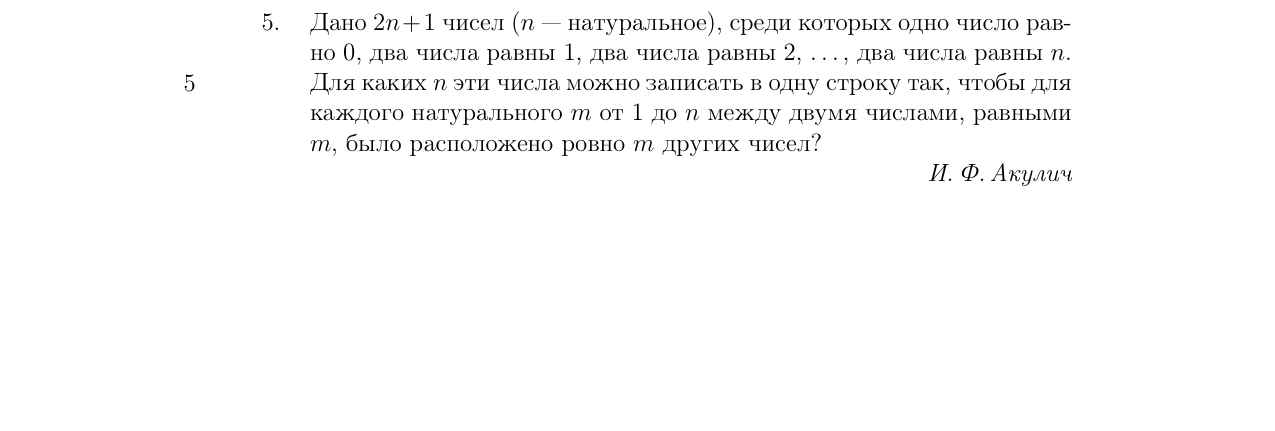 5. Дано 2n+1 чисел (n — натуральное), среди которых одно число рав-
но 0, два числа равны 1, два числа равны 2, ..., два числа равны n.
5 Для каких n эти числа можно записать в одну строку так, чтобы для
каждого натурального m от 1 до n между двумя числами, равными
m, было расположено ровно m других чисел?
И. Ф. Акулич